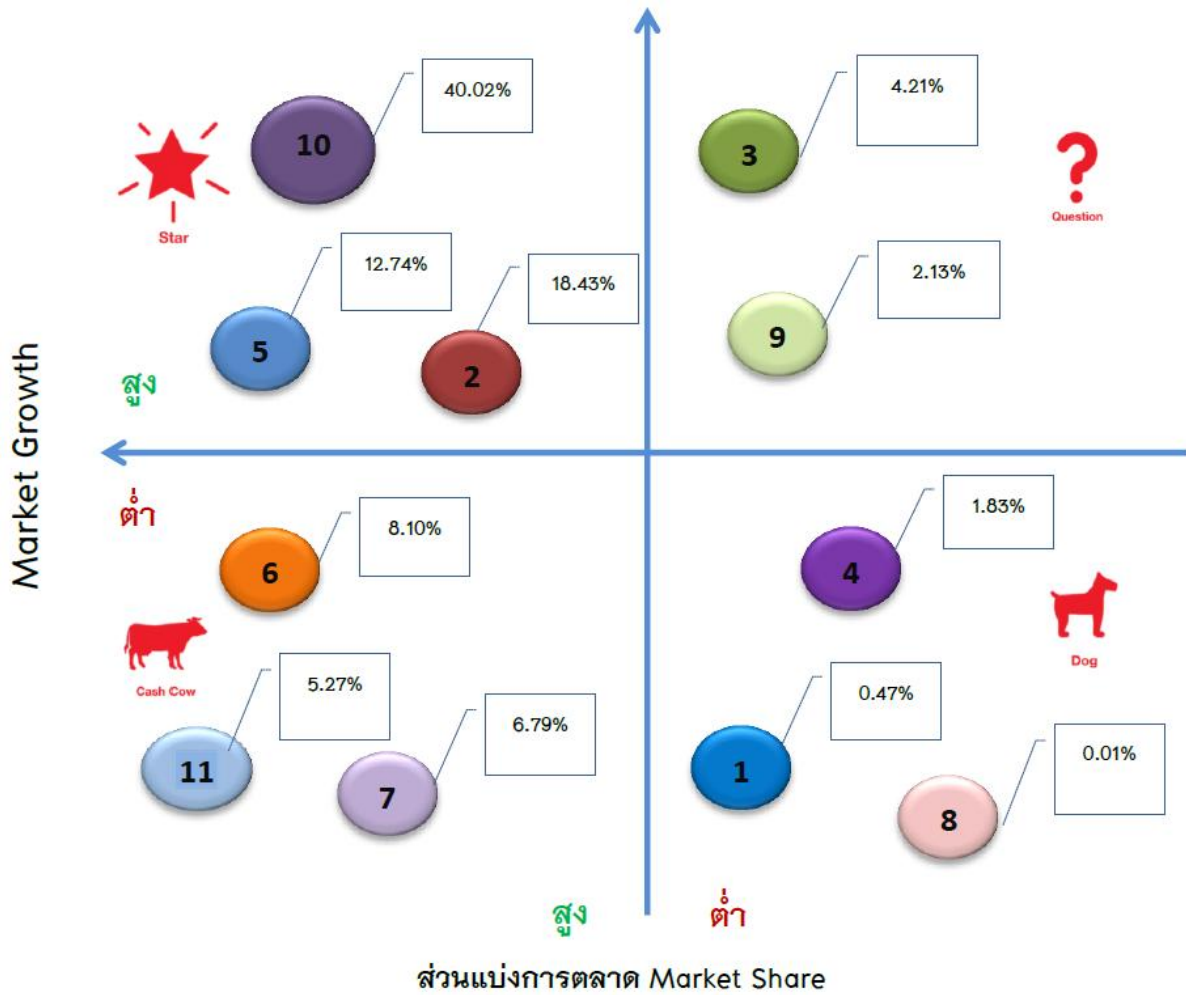 40.02%
4.21%
10
3
Star
Question
12.74%
18.43%
2.13%
5
2
9
Market Growth
สูง
ต่ำ
8.10%
1.83%
6
4
Cash Cow
Dog
5.27%
6.79%
0.47%
0.01%
11
7
1
8
สูง
ต่ำ
ส่วนแบ่งการตลาด Market Share